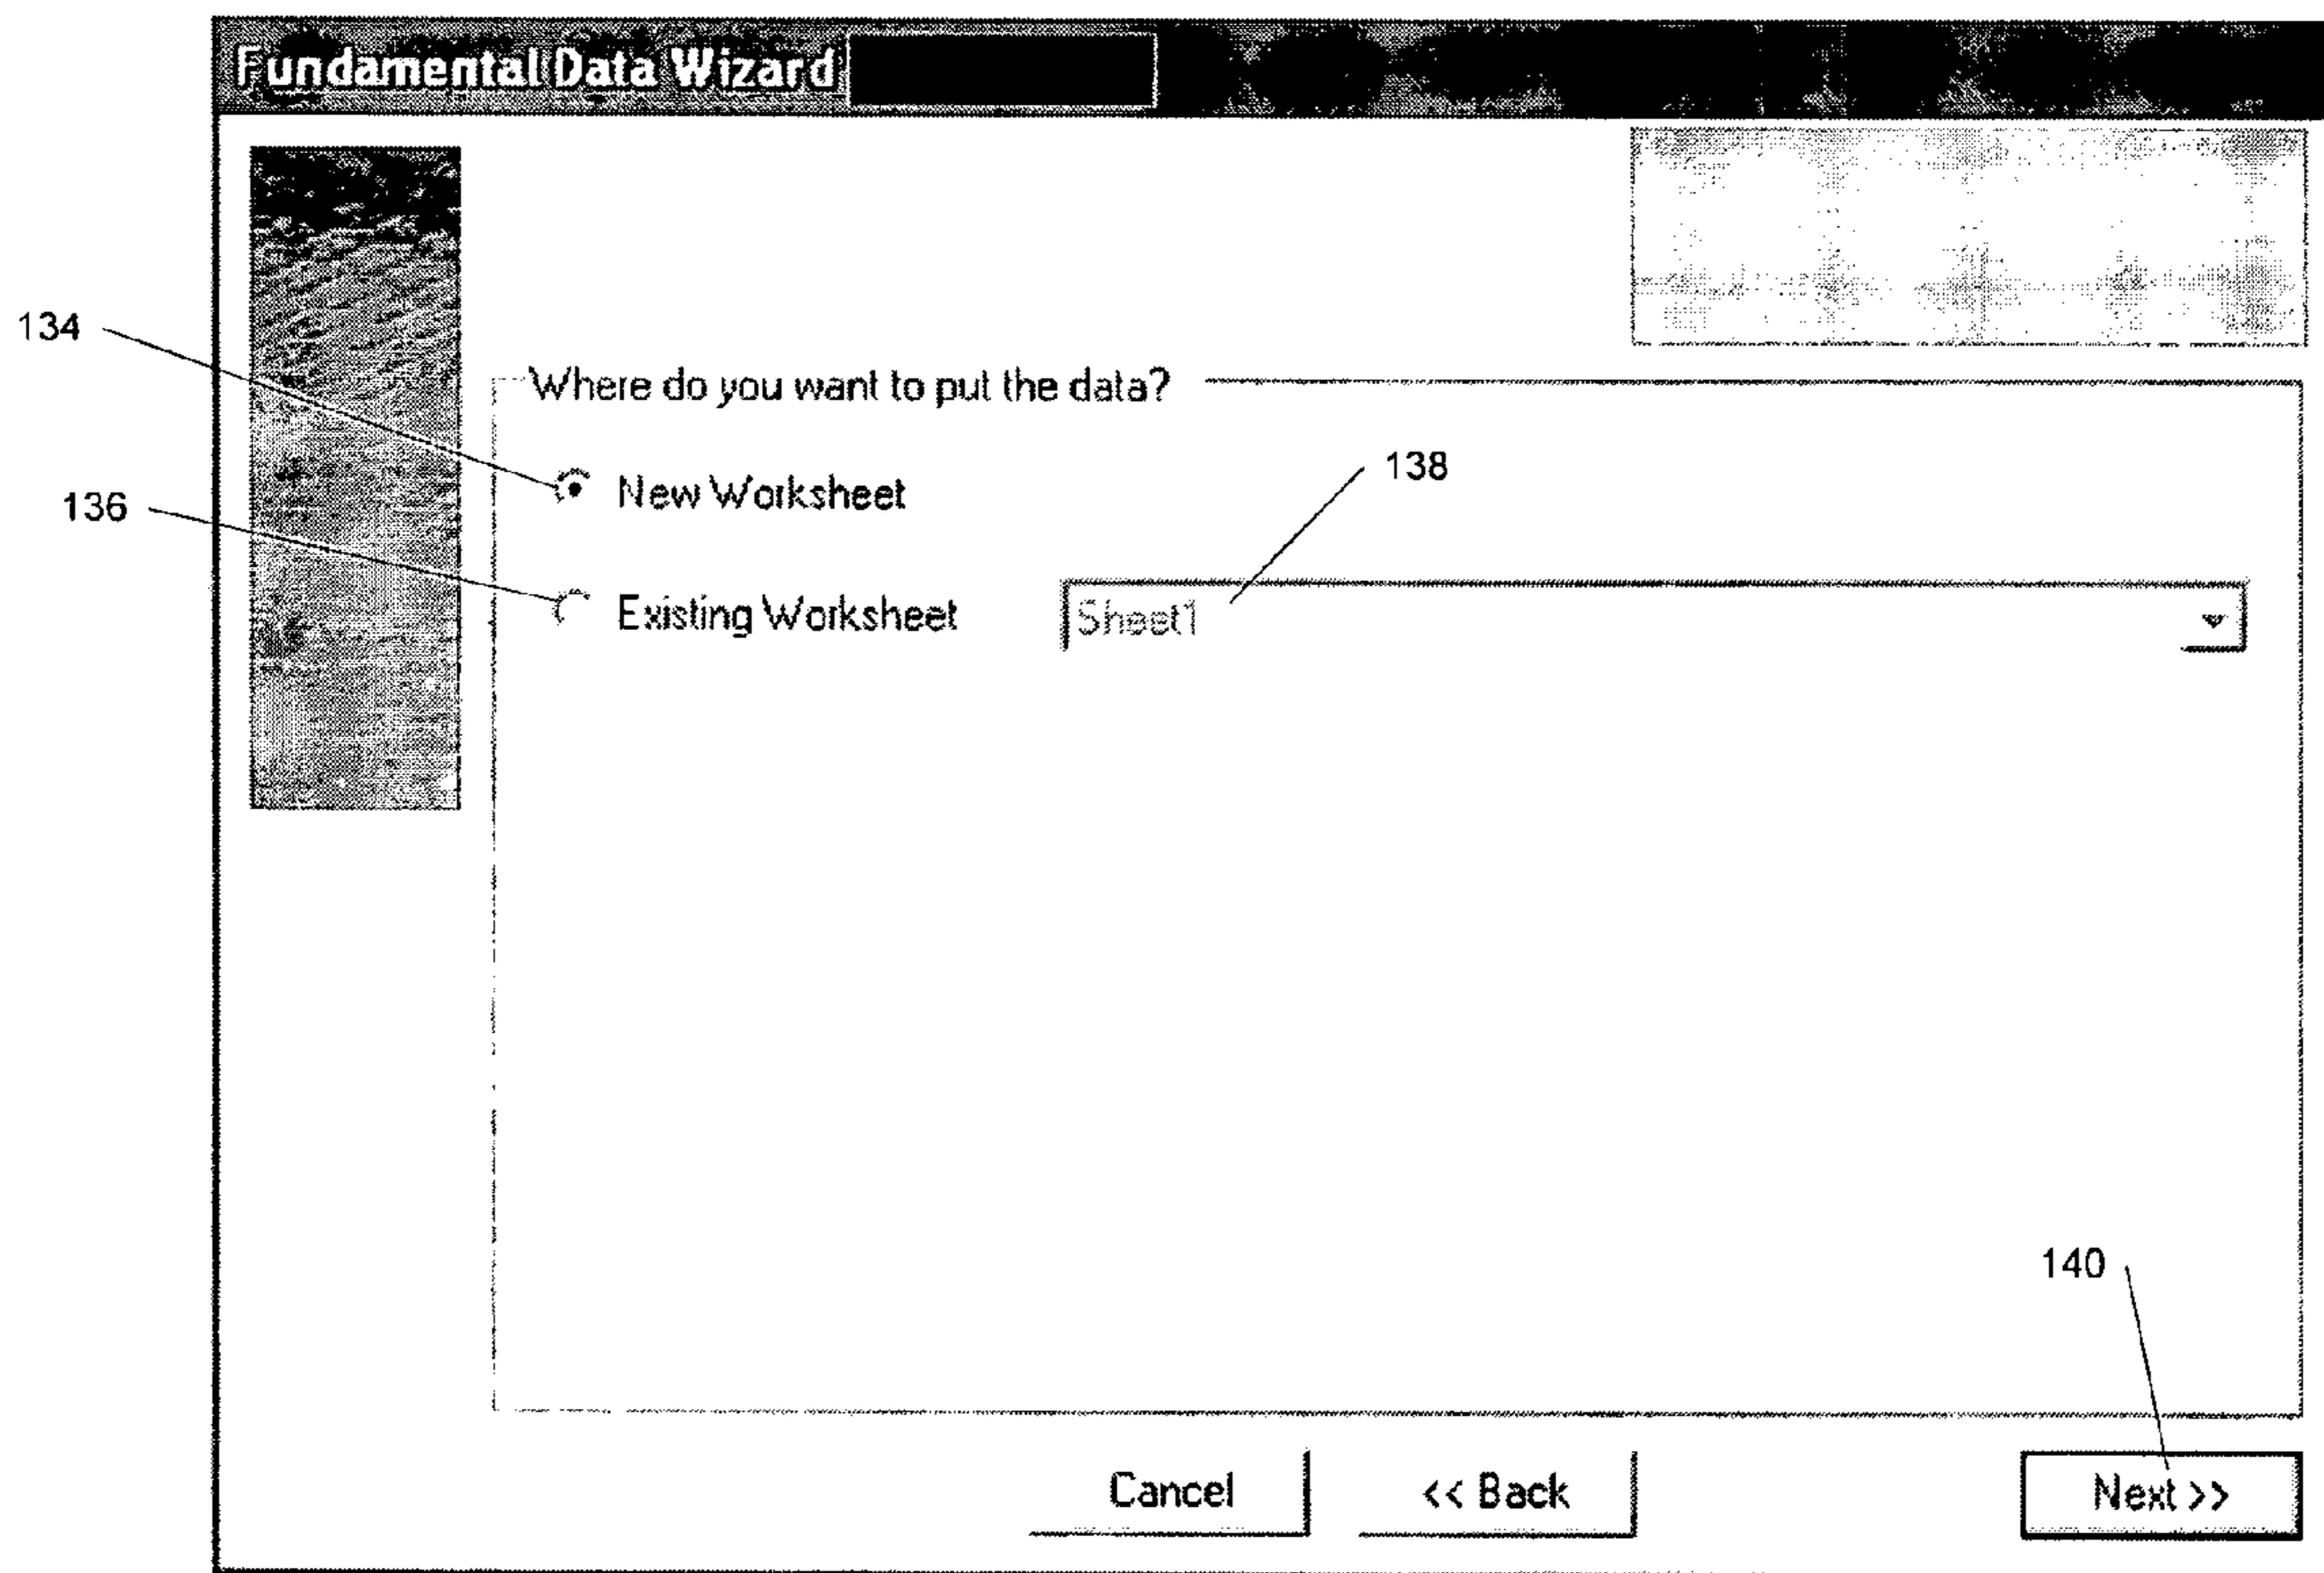 Fundamental Data Wizard
134
Where do you want to put the data?
138
New Worksheet
136
Existing Worksheet Sheet1
140
Cancel << Back Next >>